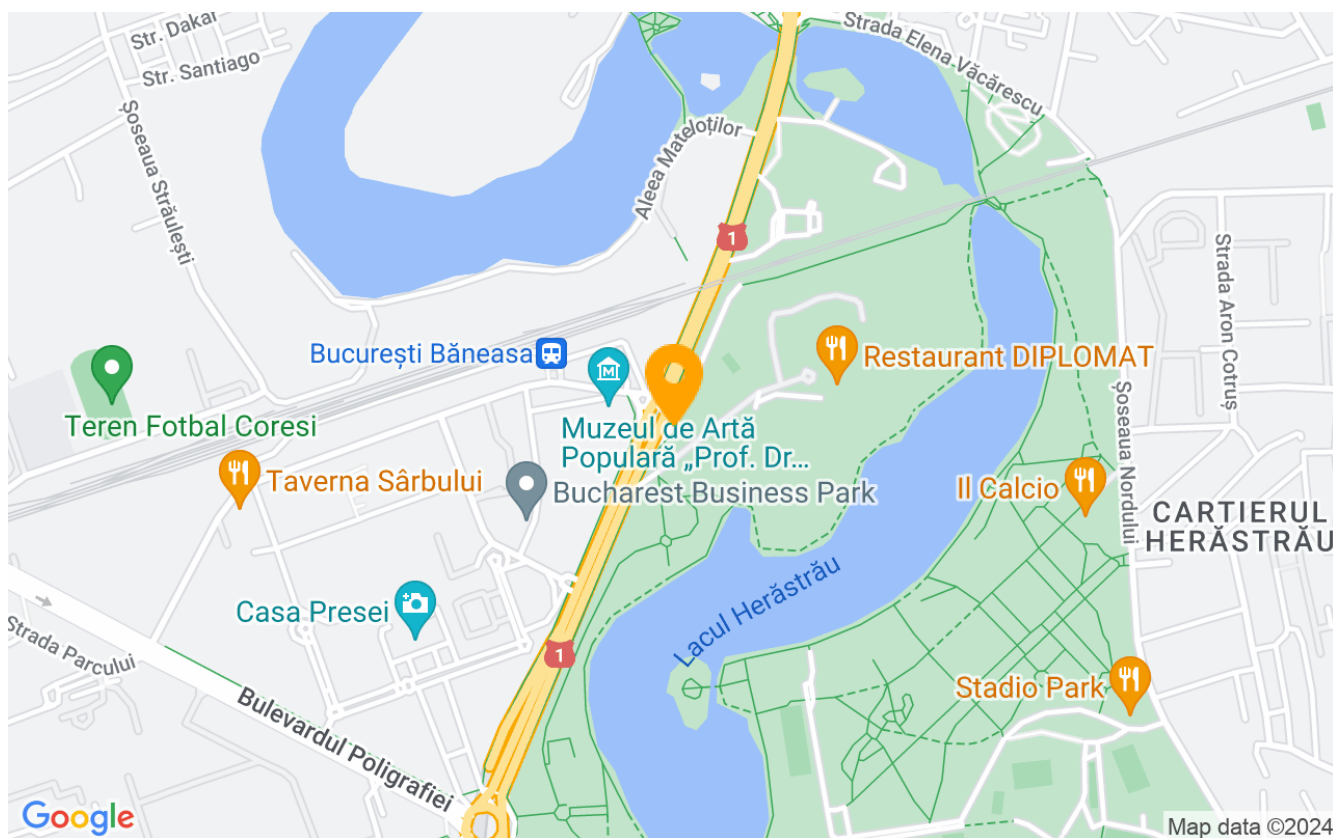 Str. Dakar
Str. Santiago
Șoseaua Străulești
Aleea Mateloților
Strada Elena Văcărescu
1
Strada Aron Cotruș
București Băneasa
Restaurant DIPLOMAT
Teren Fotbal Coresi
Muzeul de Artă
Populară „Prof. Dr...
Taverna Sârbului
Bucharest Business Park
Il Calcio
Șoseaua Nordului
CARTIERUL
HERĂSTRĂU
Casa Presei
Lacul Herăstrău
Strada Parcului
1
Stadio Park
Bulevardul Poligrafiei
Google
Map data ©2024